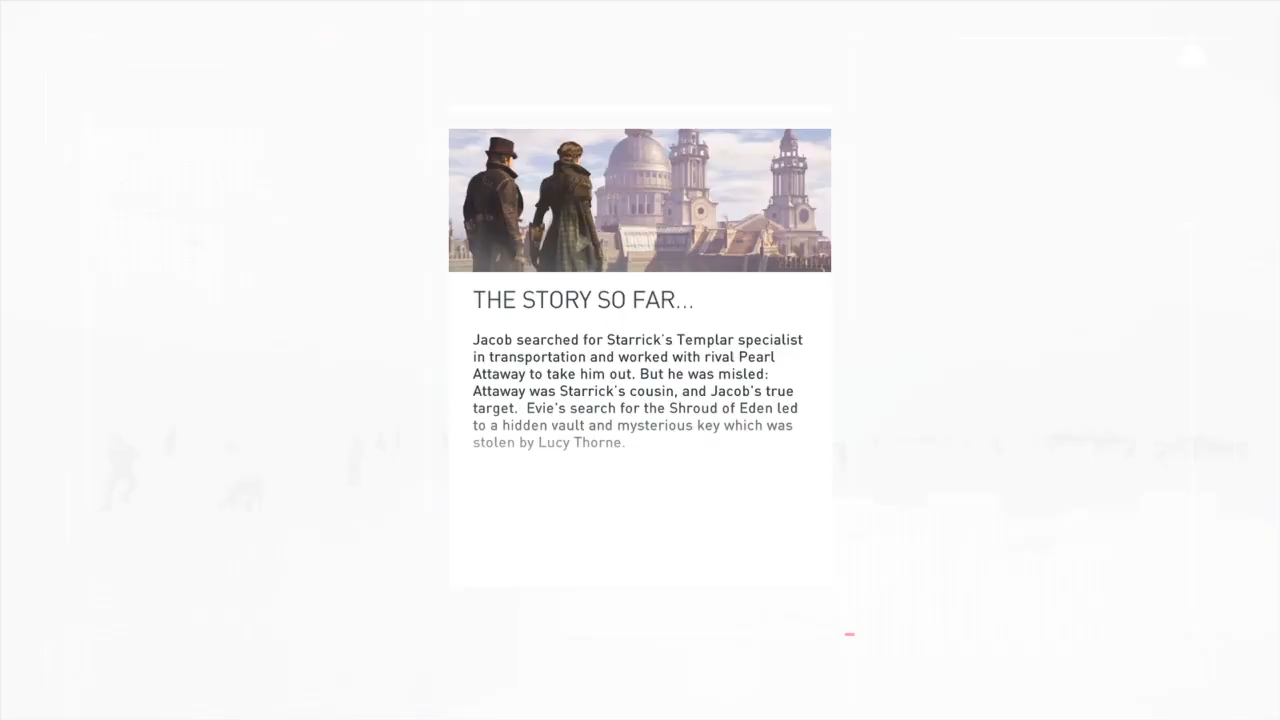 THE STORY SO FAR...
Jacob searched for Starrick's Templar specialist
in transportation and worked with rival Pearl
Attaway to take him out. But he was misled:
Attaway was Starrick's cousin, and Jacob's true
target.  Evie's search for the Shroud of Eden led
to a hidden vault and mysterious key which was
stolen by Lucy Thorne.